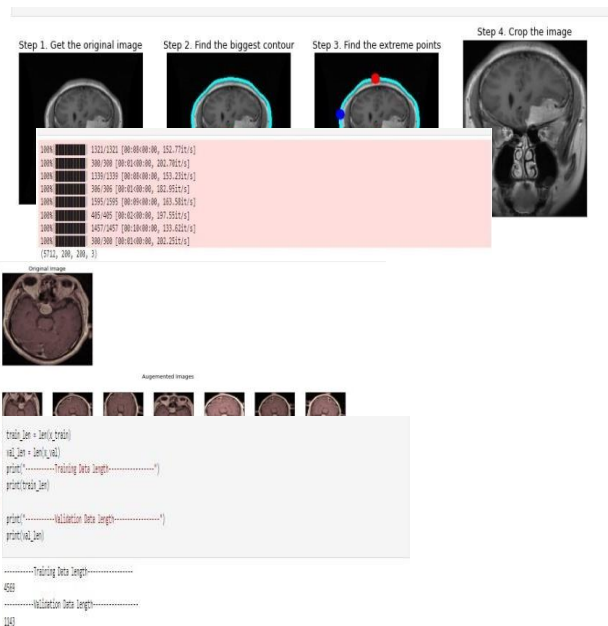 Step 1. Get the original image
Step 2. Find the biggest contour
Step 3. Find the extreme points
Step 4. Crop the image
100% 1321/1321 [00:08<00:00, 152.77it/s]
100% 300/300 [00:01<00:00, 202.70it/s]
100% 1339/1339 [00:08<00:00, 153.23it/s]
100% 306/306 [00:01<00:00, 182.95it/s]
100% 1595/1595 [00:09<00:00, 163.58it/s]
100% 405/405 [00:02<00:00, 197.55it/s]
100% 1457/1457 [00:10<00:00, 133.62it/s]
100% 300/300 [00:01<00:00, 202.25it/s]
(5712, 200, 200, 3)
Original Image
Augemented Images
train_len = len(x_train)
val_len = len(x_val)
print("-----------Training Data length-----------------")
print(train_len)
print("-----------Validation Data length-----------------")
print(val_len)
-----------Training Data length-----------------
4569
-----------Validation Data length-----------------
1143